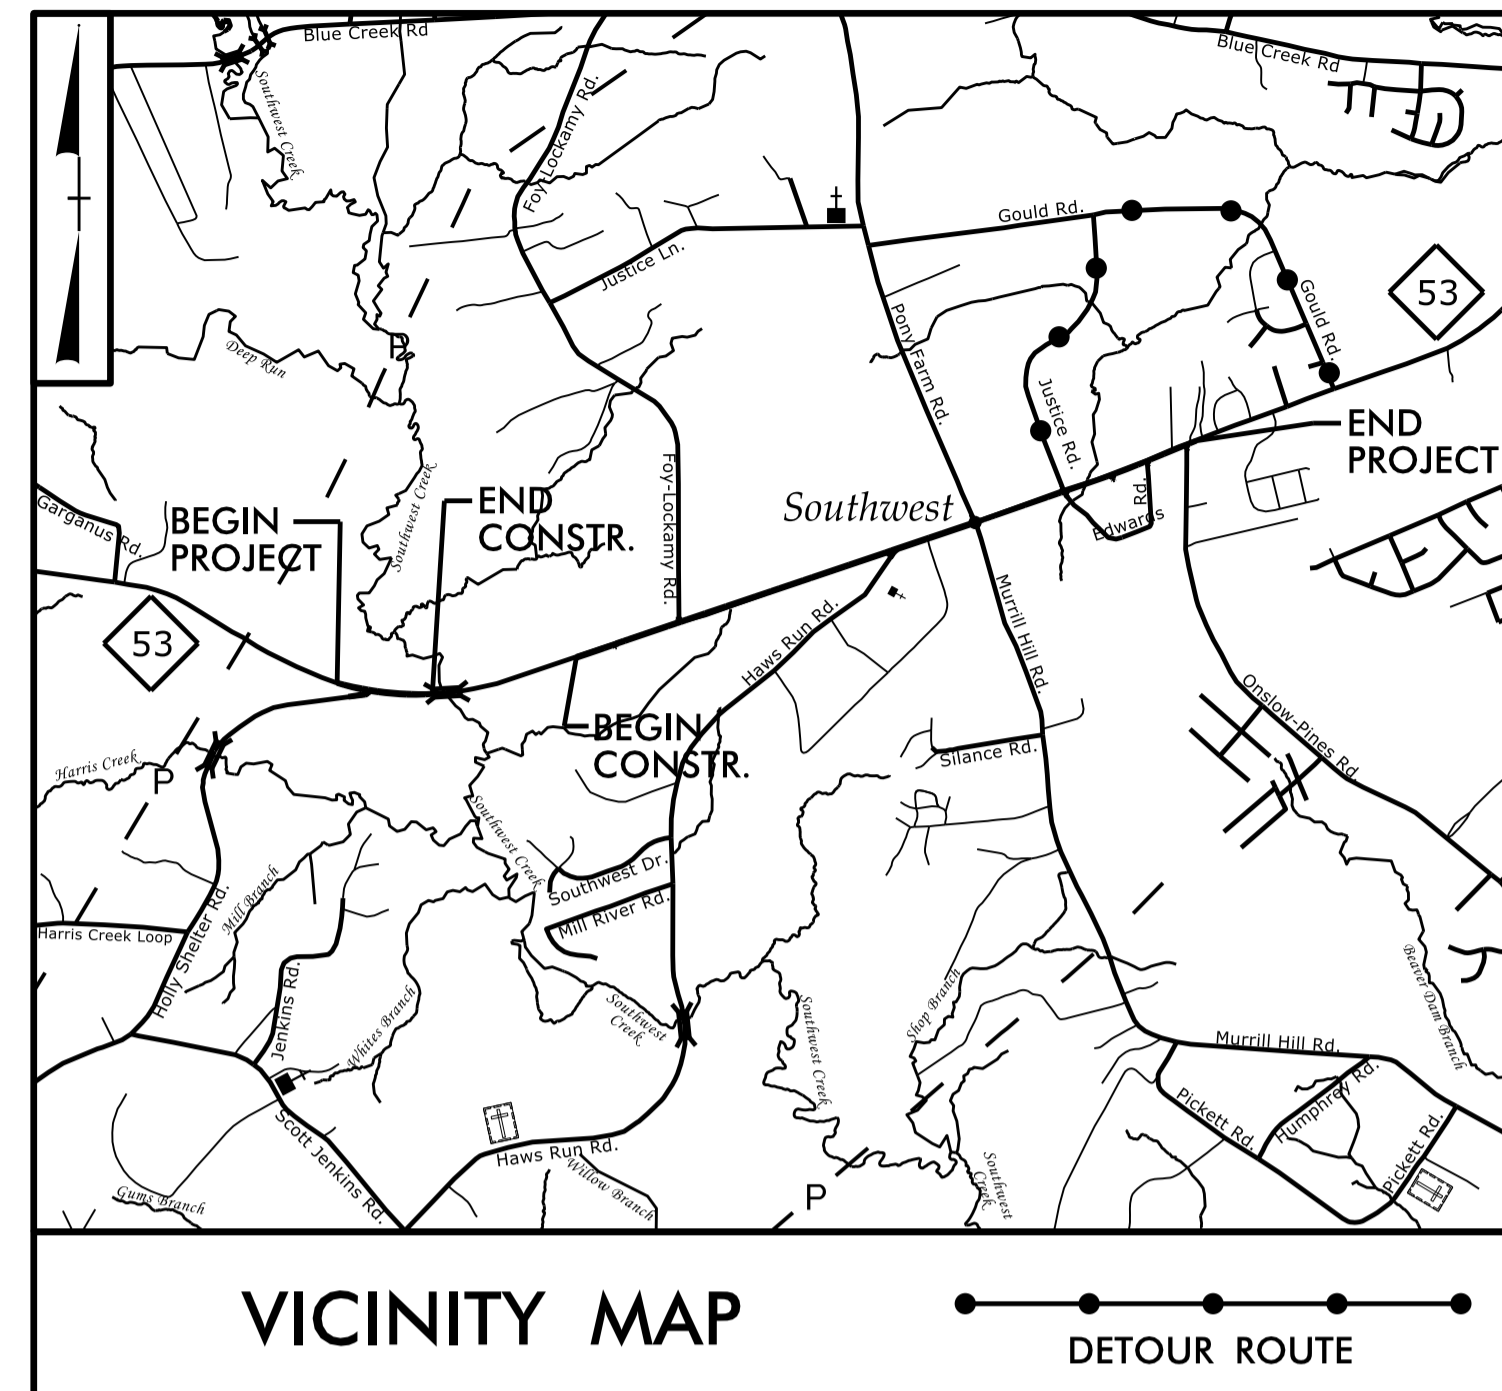 Blue Creek Rd
Blue Creek Rd
Southwest Creek
Foy-Lockamy Rd.
Gould Rd.
Justice Ln.
53
Gould Rd.
Pony Farm Rd.
Deep Run
P
Justice Rd.
END
PROJECT
Southwest Creek
Foy-Lockamy Rd.
Garganus Rd.
BEGIN
PROJECT
END
CONSTR.
Southwest
Edwards
Rd.
53
Haws Run Rd.
Murrill Hill Rd.
Onslow-Pines Rd.
BEGIN
CONSTR.
Silance Rd.
Harris Creek
P
Southwest Creek
Southwest Dr.
Mill River Rd.
Mill Branch
Harris Creek Loop
Holly Shelter Rd.
Jenkins Rd.
Whites Branch
Southwest
Creek
Southwest Creek
Shop Branch
Beaver Dam Branch
Murrill Hill Rd.
Pickett Rd.
Humphrey Rd.
Pickett Rd.
Scott Jenkins Rd.
Haws Run Rd.
Willow Branch
Southwest
Creek
Gums Branch
P
VICINITY MAP
DETOUR ROUTE